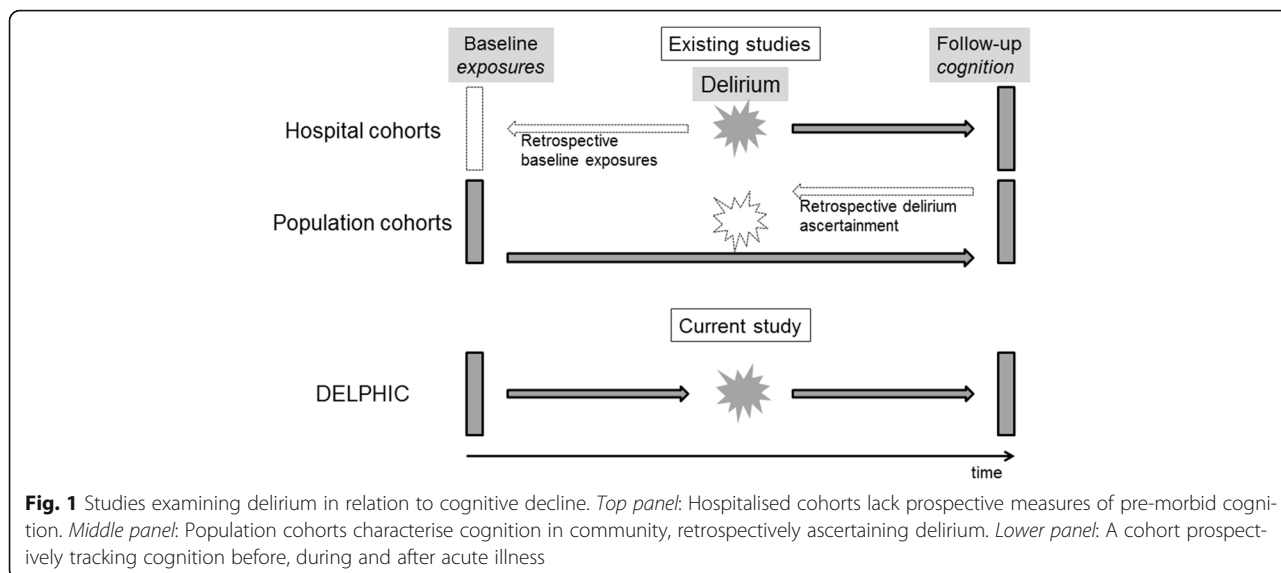 Existing studies
Baseline
exposures
Delirium
Follow-up
cognition
Hospital cohorts
Retrospective
baseline exposures
Population cohorts
Retrospective delirium
ascertainment
Current study
DELPHIC
time
Fig. 1 Studies examining delirium in relation to cognitive decline. Top panel: Hospitalised cohorts lack prospective measures of pre-morbid cogni-
tion. Middle panel: Population cohorts characterise cognition in community, retrospectively ascertaining delirium. Lower panel: A cohort prospect-
ively tracking cognition before, during and after acute illness